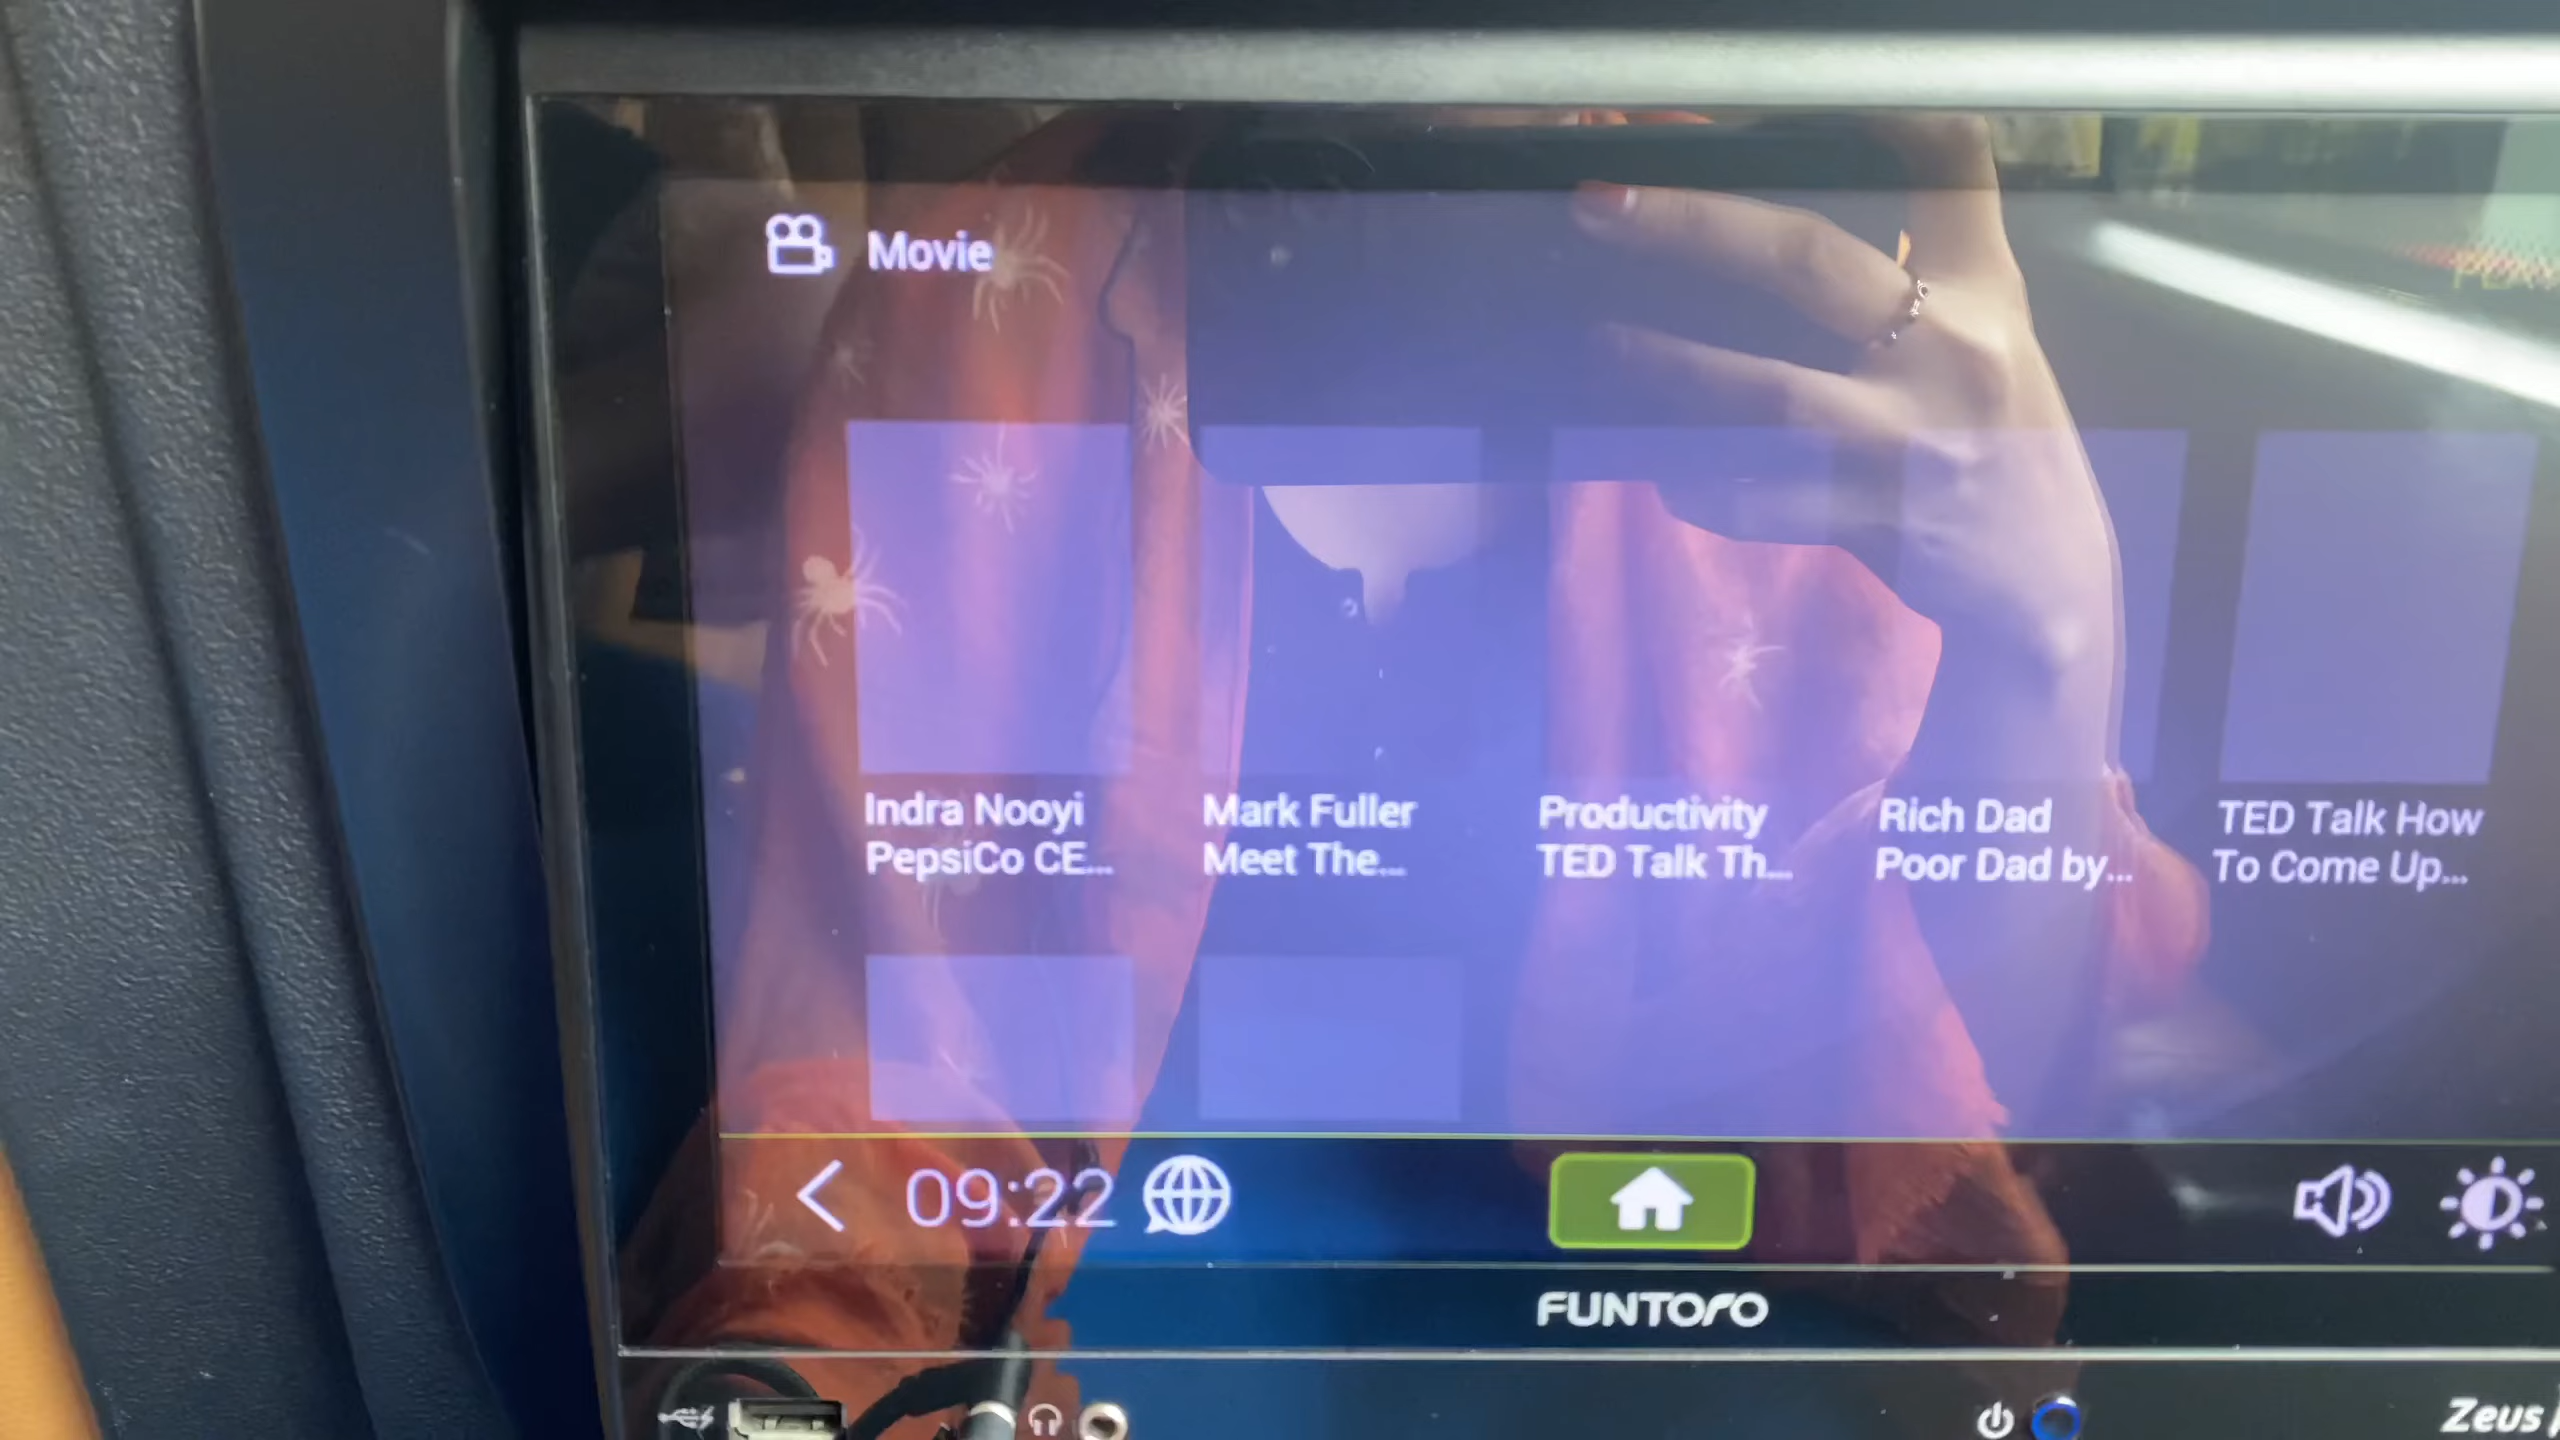 Movie
Indra Nooyi
PepsiCo CE...
Mark Fuller
Meet The...
Productivity
TED Talk Th...
Rich Dad
Poor Dad by...
TED Talk How
To Come Up...
09:22
FUNTORO
Zeus